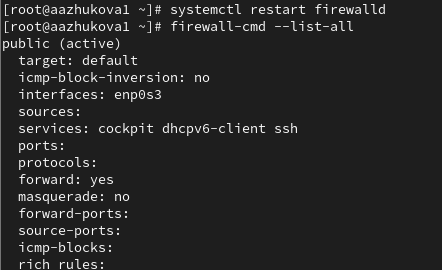 [root@aazhukova1 ~]# systemctl restart firewalld
[root@aazhukova1 ~]# firewall-cmd --list-all
public (active)
  target: default
  icmp-block-inversion: no
  interfaces: enp0s3
  sources:
  services: cockpit dhcpv6-client ssh
  ports:
  protocols:
  forward: yes
  masquerade: no
  forward-ports:
  source-ports:
  icmp-blocks:
  rich rules: